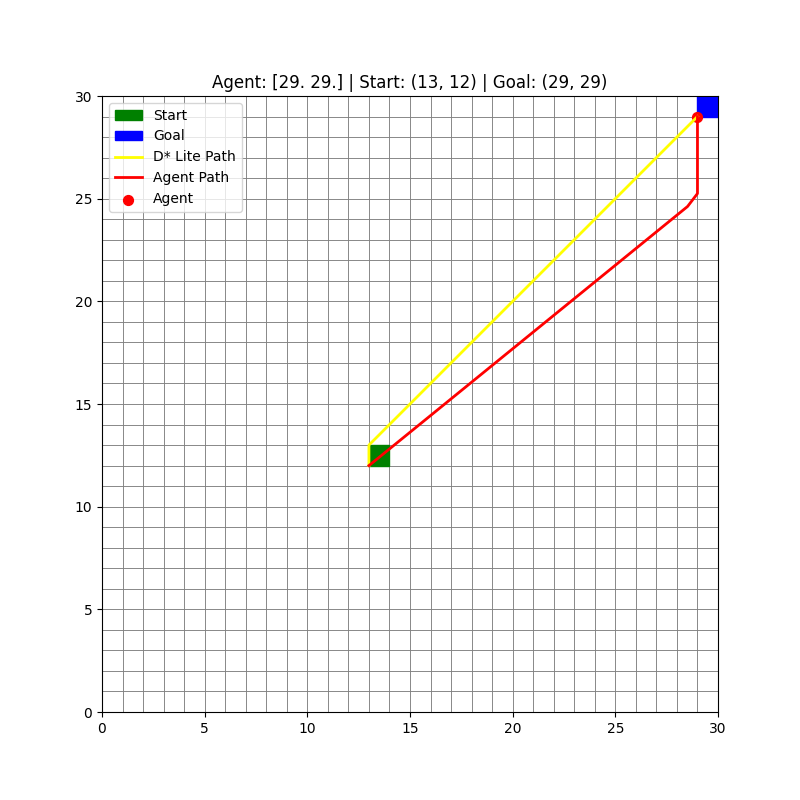 Agent: [29. 29.] | Start: (13, 12) | Goal: (29, 29)
Start
Goal
D* Lite Path
Agent Path
Agent
30
25
20
15
10
5
0
0 5 10 15 20 25 30